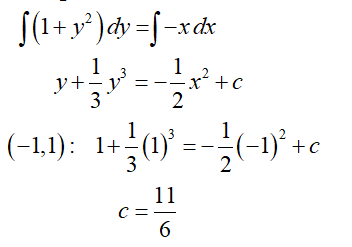 ∫(1+y²)dy=∫-x dx
y+1/3 y³ = -1/2 x² + c
(-1,1): 1+1/3(1)³ = -1/2(-1)² + c
c = 11/6